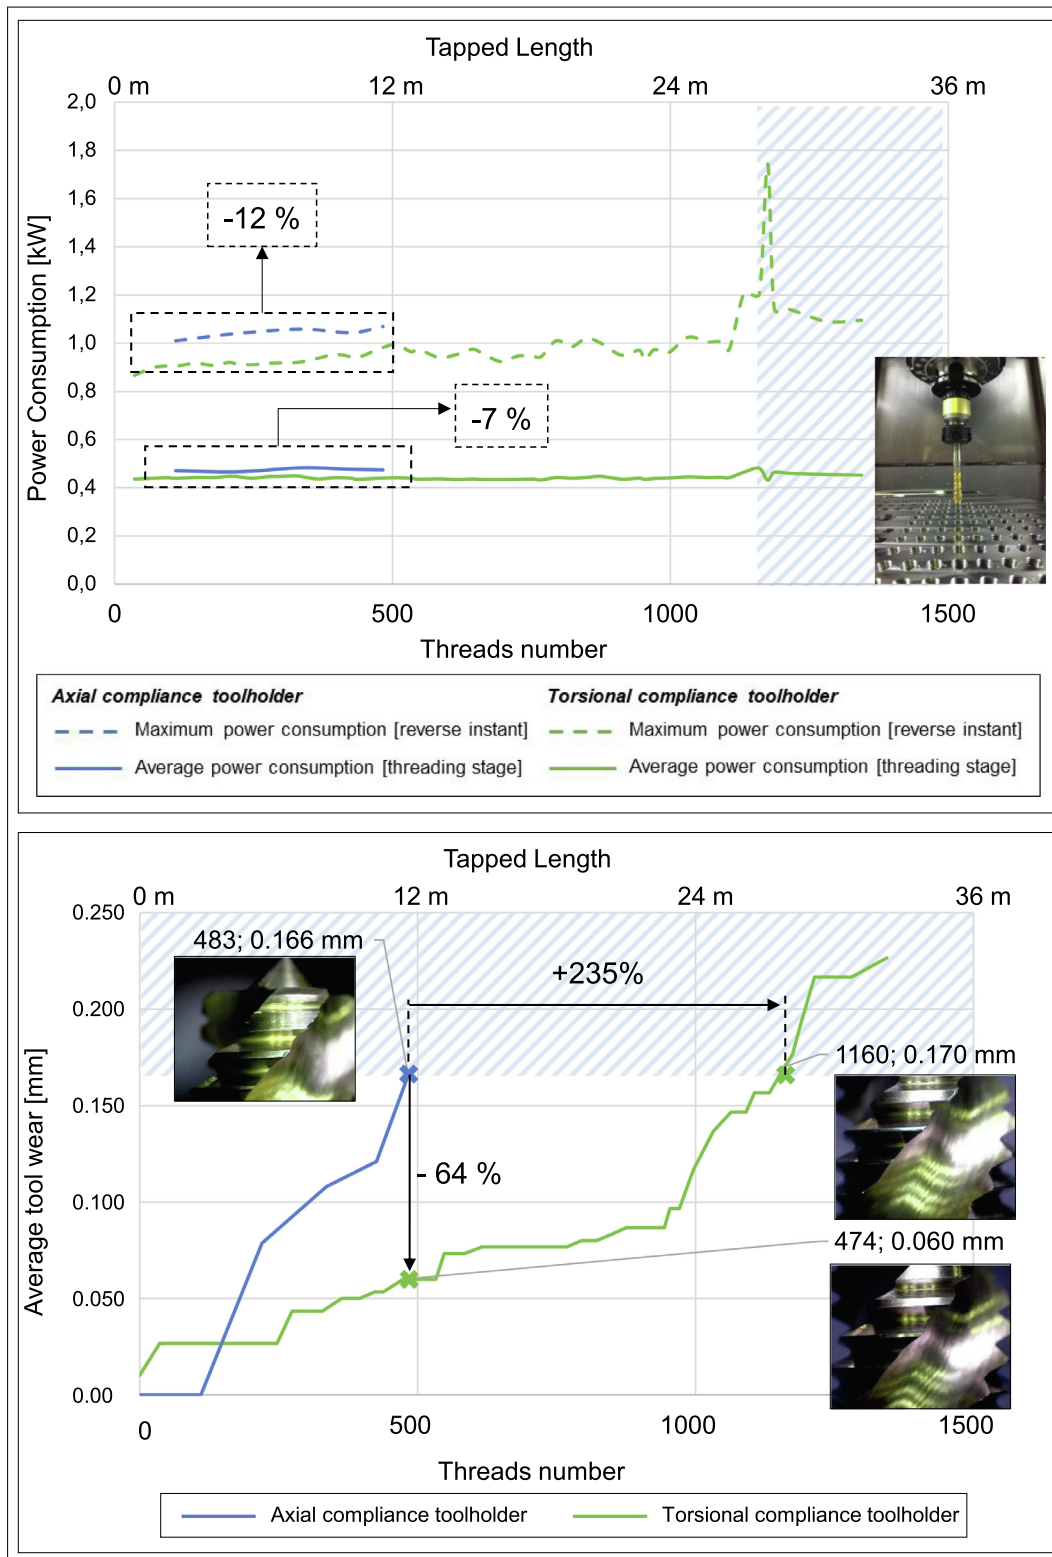 Tapped Length
0 m 12 m 24 m 36 m
2,0
1,8
1,6
1,4
1,2
1,0
0,8
0,6
0,4
0,2
0,0
Power Consumption [kW]
-12 %
-7 %
0 500 1000 1500
Threads number
Axial compliance toolholder
Maximum power consumption [reverse instant]
Average power consumption [threading stage]
Torsional compliance toolholder
Maximum power consumption [reverse instant]
Average power consumption [threading stage]
Tapped Length
0 m 12 m 24 m 36 m
0.250
0.200
0.150
0.100
0.050
0.00
Average tool wear [mm]
483; 0.166 mm
+235%
1160; 0.170 mm
- 64 %
474; 0.060 mm
0 500 1000 1500
Threads number
Axial compliance toolholder
Torsional compliance toolholder